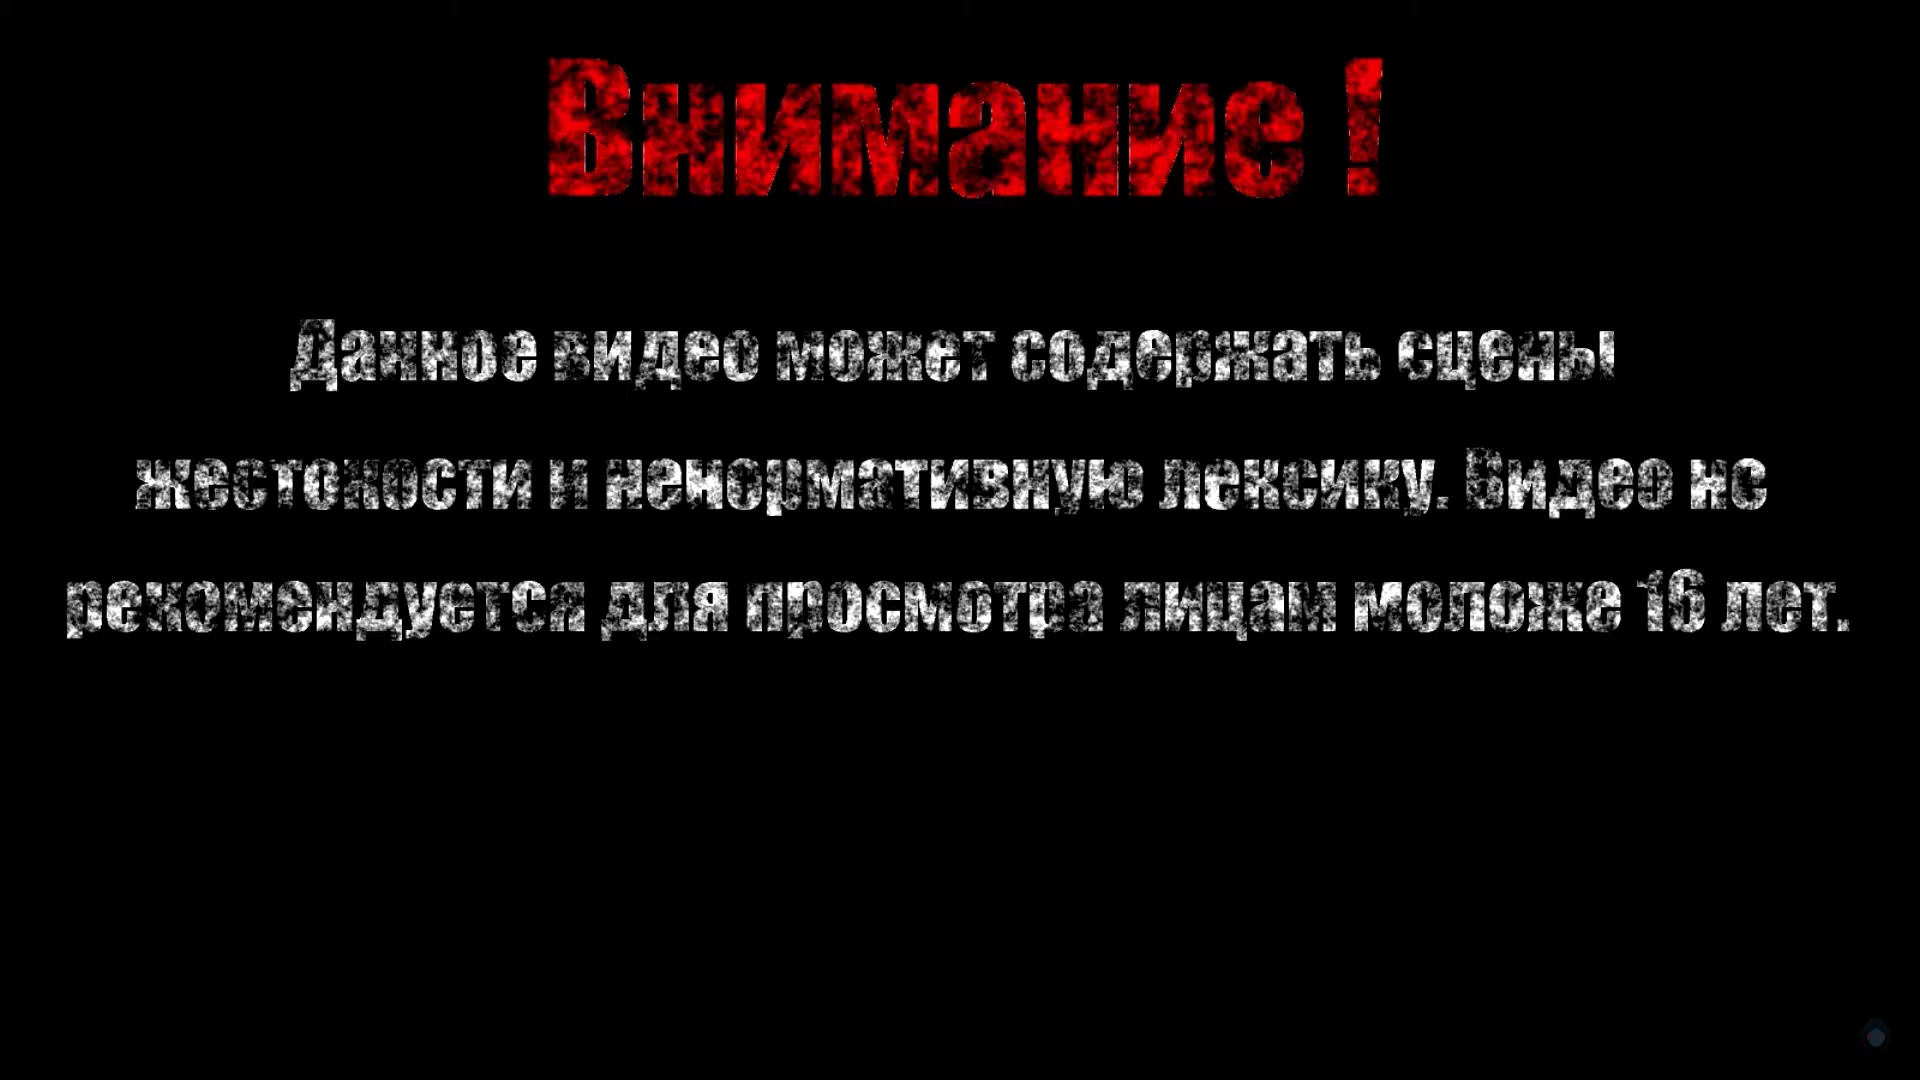 Внимание !
Данное видео может содержать сцены
жестокости и ненормативную лексику. Видео не
рекомендуется для просмотра лицам моложе 16 лет.